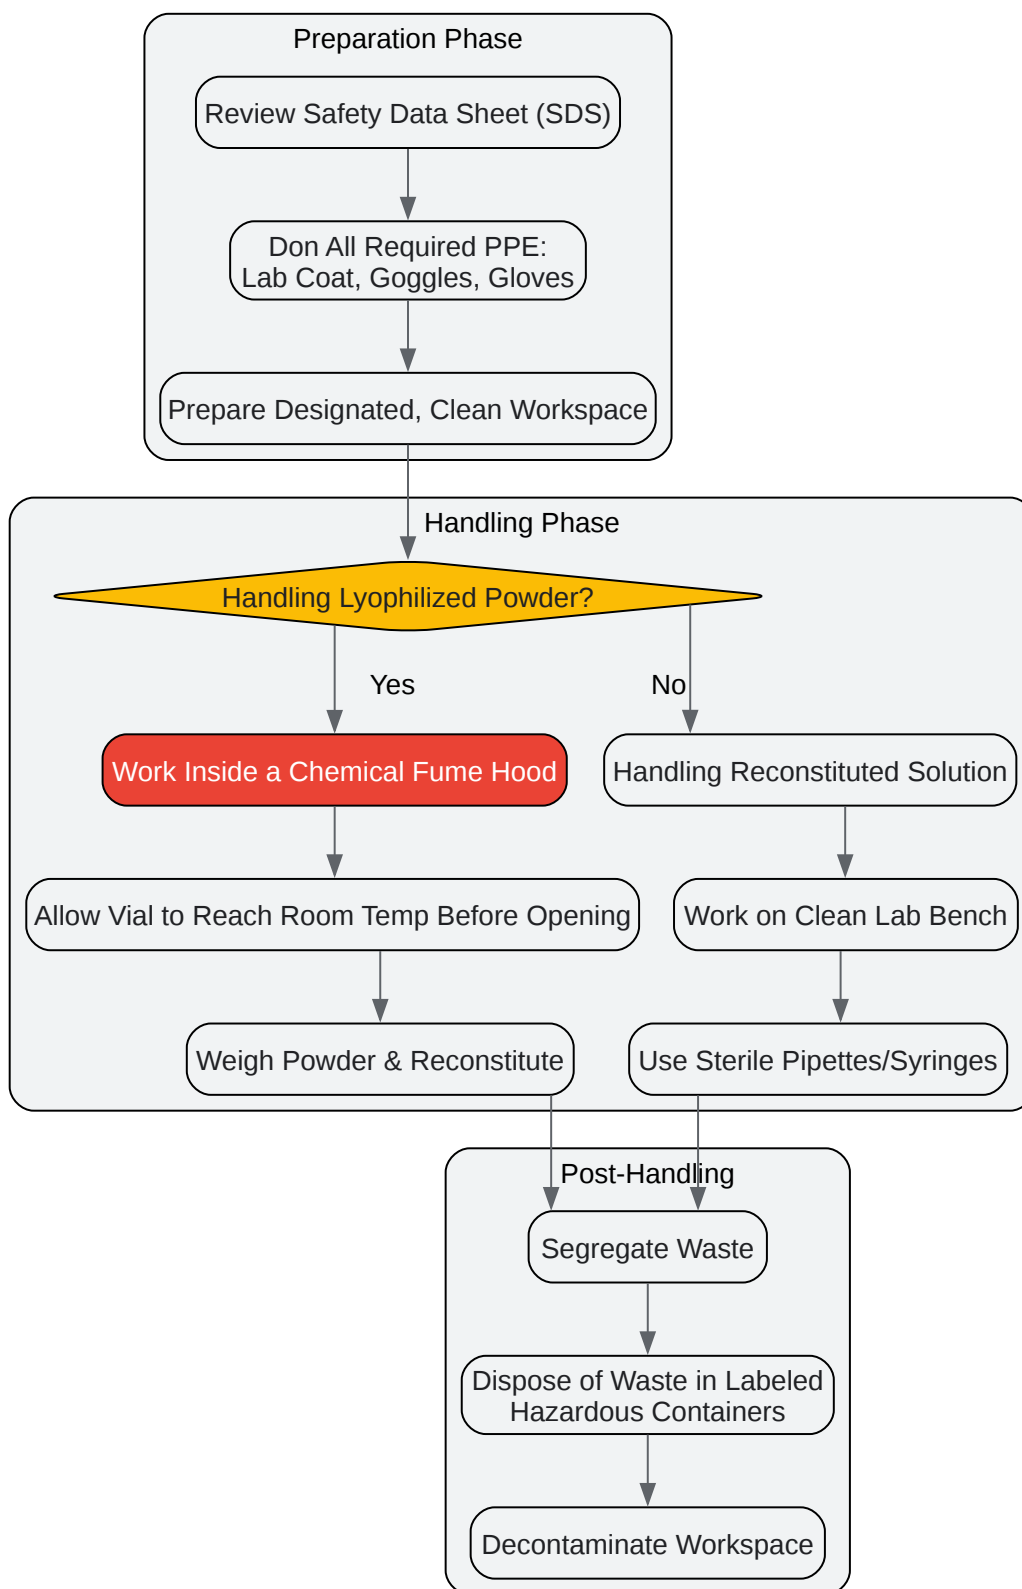 Preparation Phase
Review Safety Data Sheet (SDS)
Don All Required PPE:
Lab Coat, Goggles, Gloves
Prepare Designated, Clean Workspace
Handling Phase
Handling Lyophilized Powder?
Yes
No
Work Inside a Chemical Fume Hood
Handling Reconstituted Solution
Allow Vial to Reach Room Temp Before Opening
Work on Clean Lab Bench
Weigh Powder & Reconstitute
Use Sterile Pipettes/Syringes
Post-Handling
Segregate Waste
Dispose of Waste in Labeled
Hazardous Containers
Decontaminate Workspace